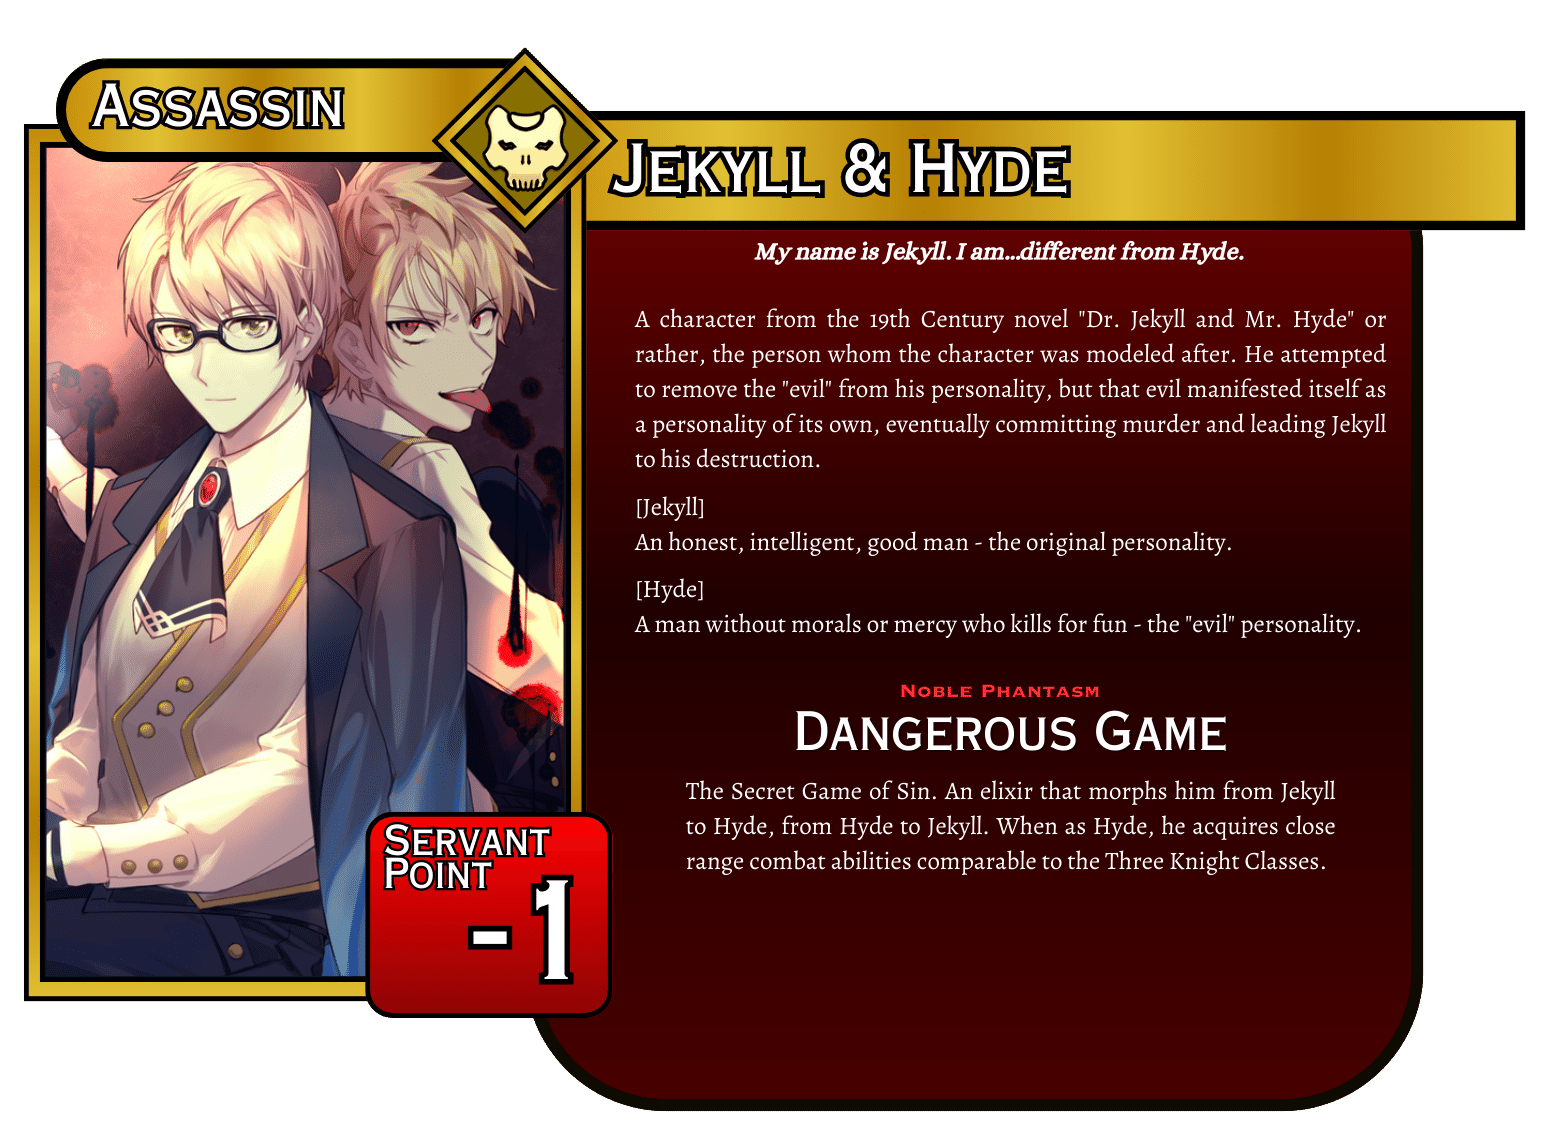 Assassin
Jekyll & Hyde
My name is Jekyll. I am...different from Hyde.
A character from the 19th Century novel "Dr. Jekyll and Mr. Hyde" or
rather, the person whom the character was modeled after. He attempted
to remove the "evil" from his personality, but that evil manifested itself as
a personality of its own, eventually committing murder and leading Jekyll
to his destruction.
[Jekyll]
An honest, intelligent, good man - the original personality.
[Hyde]
A man without morals or mercy who kills for fun - the "evil" personality.
Noble Phantasm
Dangerous Game
The Secret Game of Sin. An elixir that morphs him from Jekyll
to Hyde, from Hyde to Jekyll. When as Hyde, he acquires close
range combat abilities comparable to the Three Knight Classes.
Servant
Point
-1